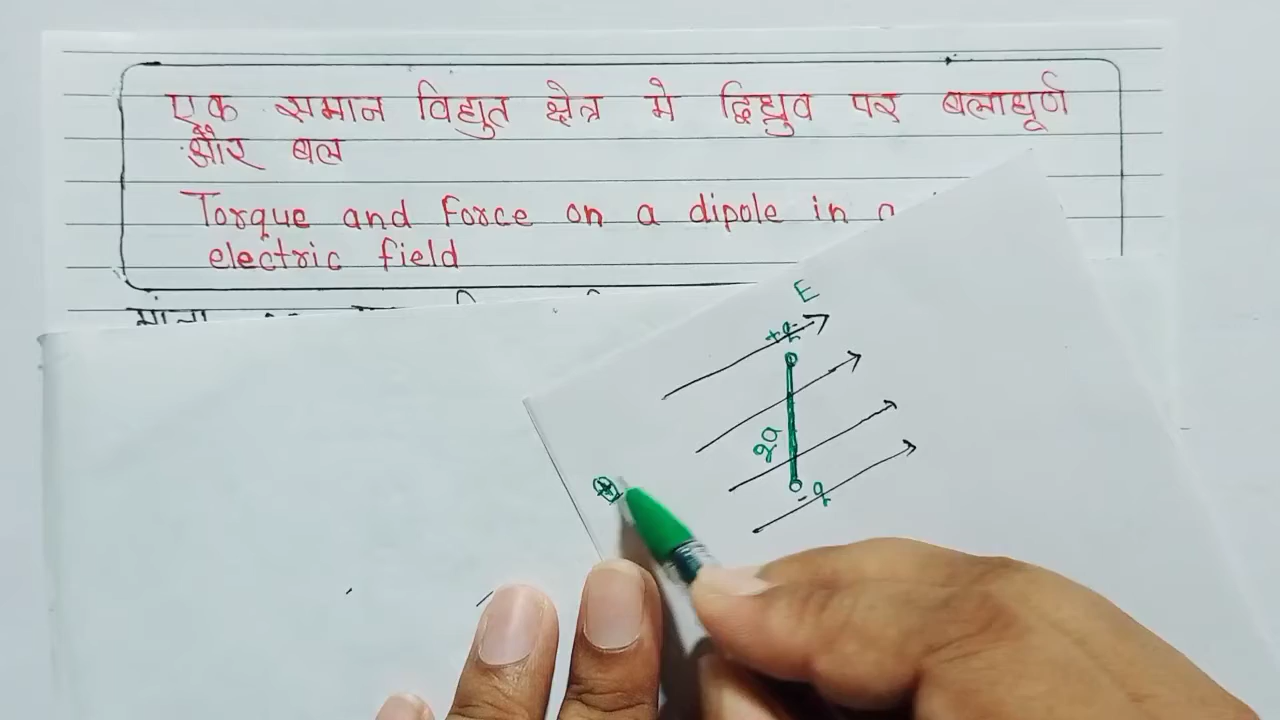 एक समान विद्युत क्षेत्र मे द्विध्रुव पर बलाघूर्ण
और बल
Torque and force on a dipole in
electric field
माना
E
+q
2a
-q
+